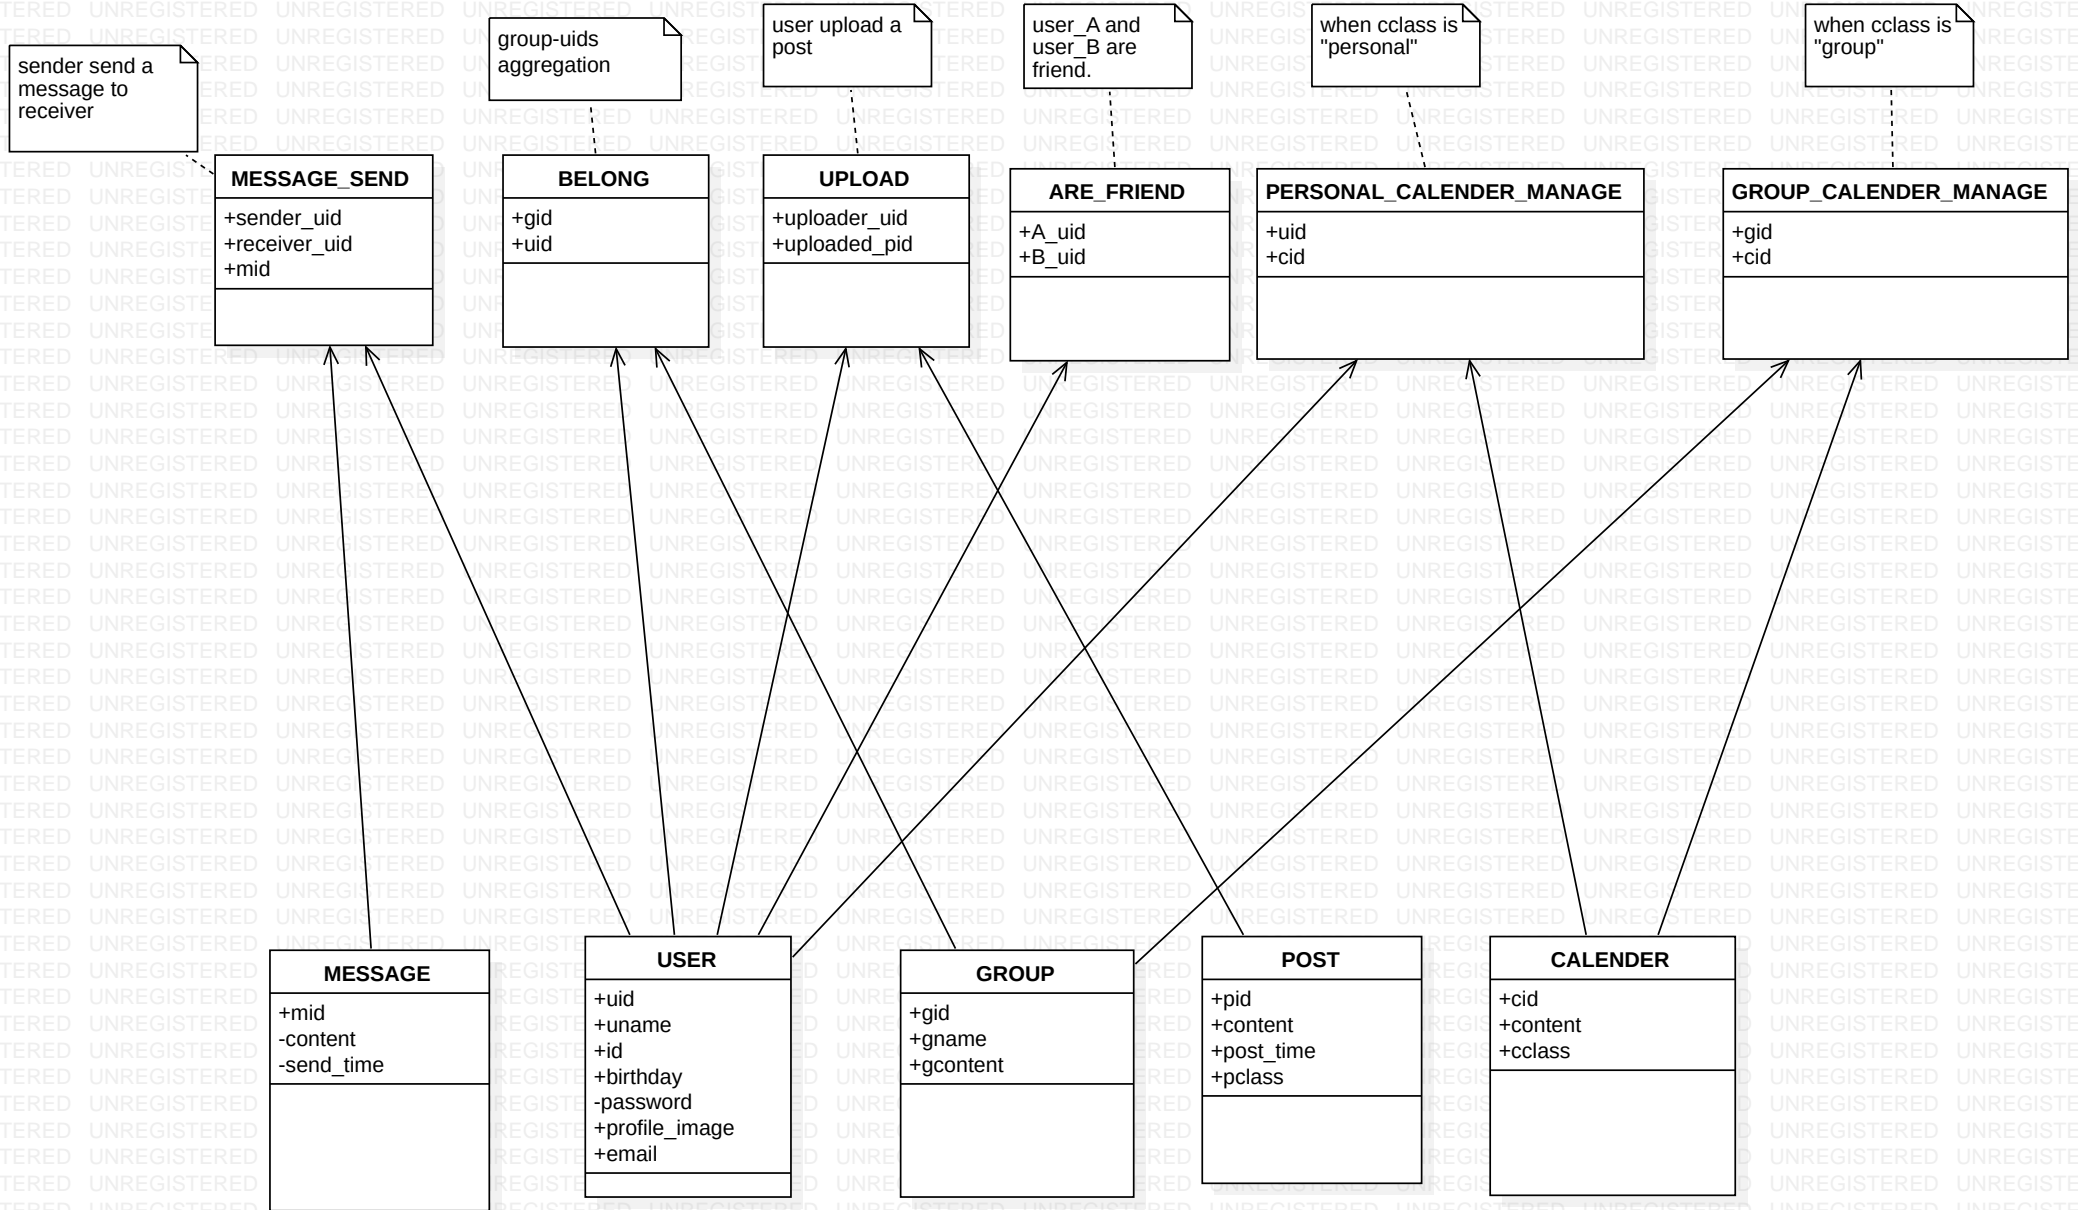 sender send a
message to
receiver
group-uids
aggregation
user upload a
post
user_A and
user_B are
friend.
when cclass is
"personal"
when cclass is
"group"
MESSAGE_SEND
+sender_uid
+receiver_uid
+mid
BELONG
+gid
+uid
UPLOAD
+uploader_uid
+uploaded_pid
ARE_FRIEND
+A_uid
+B_uid
PERSONAL_CALENDER_MANAGE
+uid
+cid
GROUP_CALENDER_MANAGE
+gid
+cid
MESSAGE
+mid
-content
-send_time
USER
+uid
+uname
+id
+birthday
-password
+profile_image
+email
GROUP
+gid
+gname
+gcontent
POST
+pid
+content
+post_time
+pclass
CALENDER
+cid
+content
+cclass
UNREGISTERED